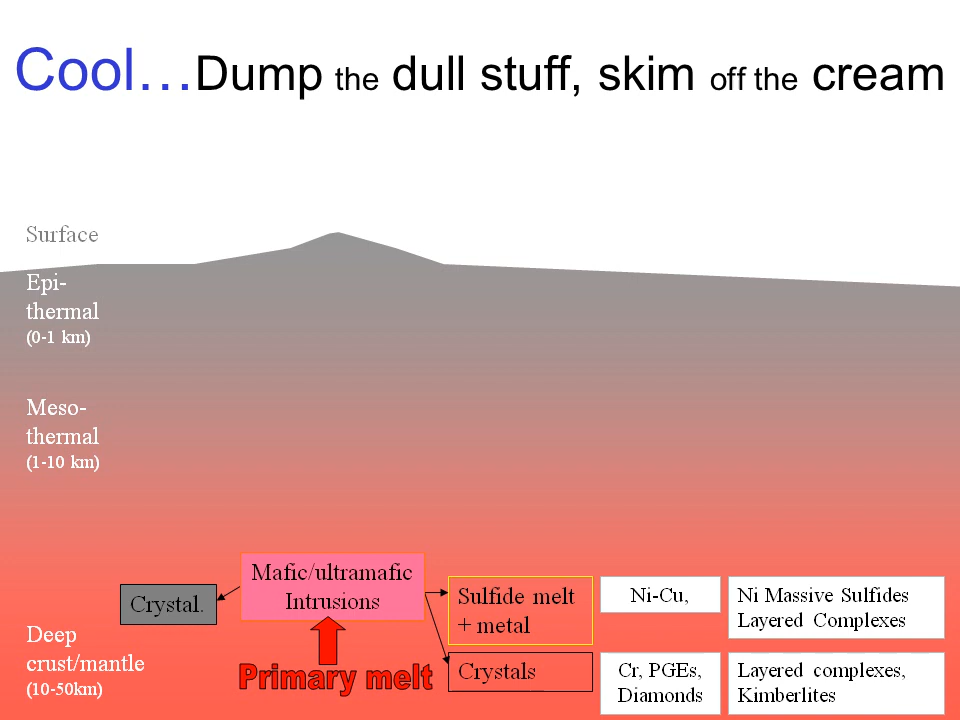 Cool…Dump the dull stuff, skim off the cream
Surface
Epi-
thermal
(0-1 km)
Meso-
thermal
(1-10 km)
Deep
crust/mantle
(10-50km)
Crystal.
Mafic/ultramafic
Intrusions
Primary melt
Sulfide melt
+ metal
Ni-Cu,
Ni Massive Sulfides
Layered Complexes
Crystals
Cr, PGEs,
Diamonds
Layered complexes,
Kimberlites